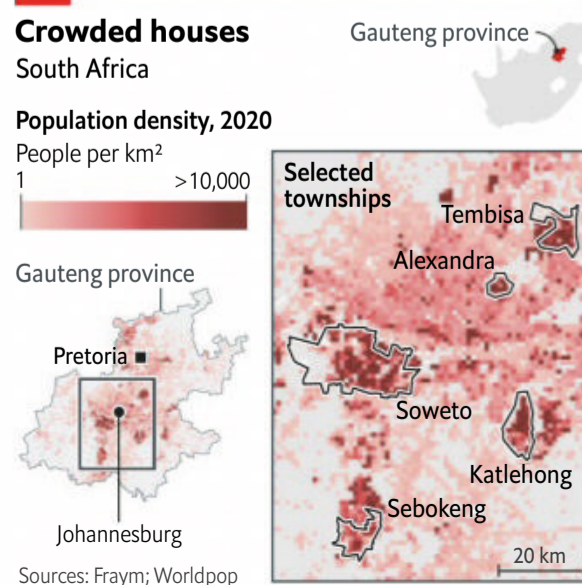 Crowded houses
South Africa
Gauteng province
Population density, 2020
People per km²
1
>10,000
Gauteng province
Pretoria
Johannesburg
Selected
townships
Tembisa
Alexandra
Soweto
Katlehong
Sebokeng
20 km
Sources: Fraym; Worldpop